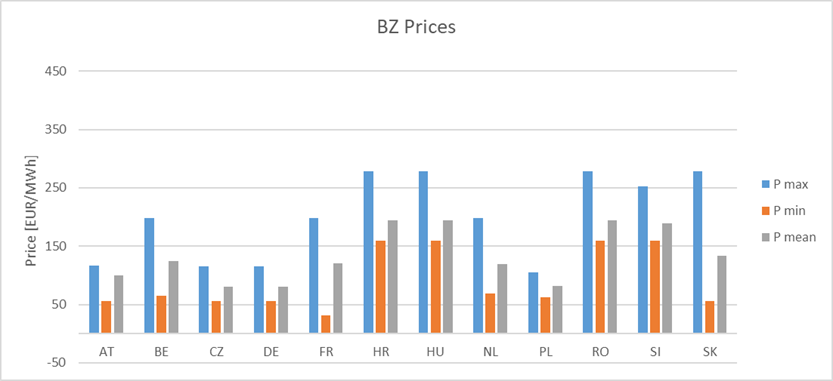 BZ Prices
450
350
250
150
50
-50
Price [EUR/MWh]
AT BE CZ DE FR HR HU NL PL RO SI SK
P max
P min
P mean